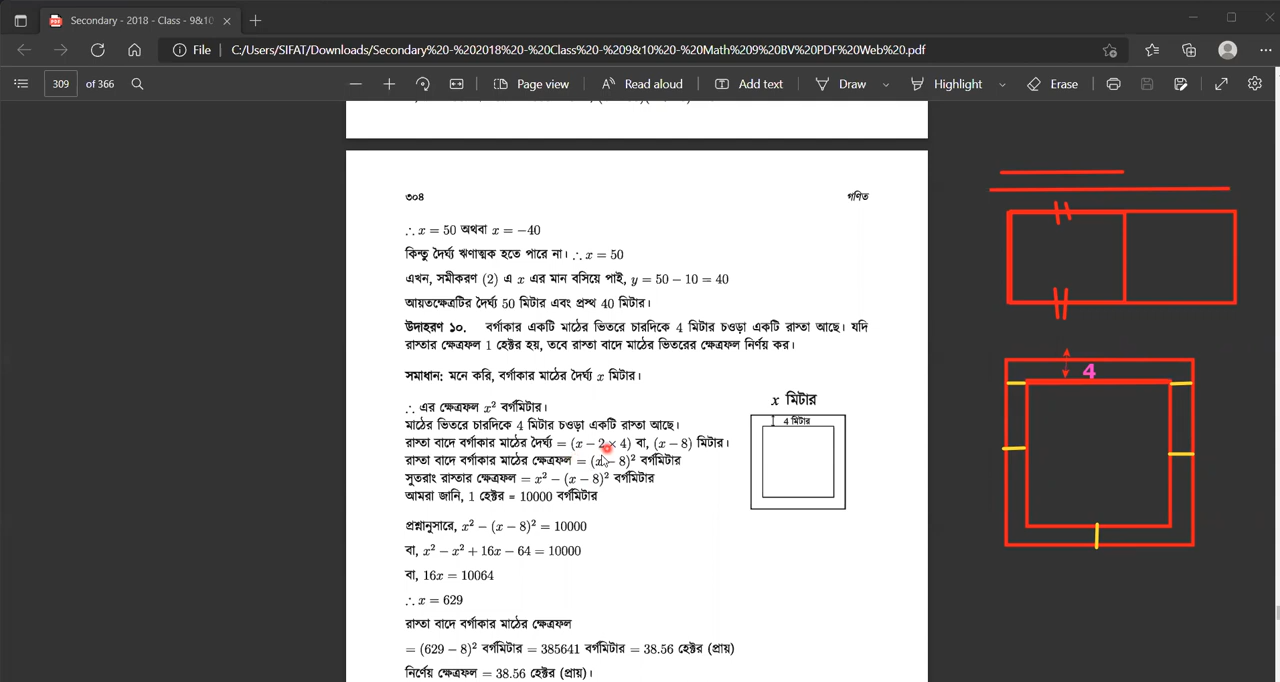 Secondary - 2018 - Class - 9&10
File
C:/Users/SIFAT/Downloads/Secondary%20-%202018%20-%20Class%20-%2098&10%20-%20Math%209%20BV%20PDF%20Web%20.pdf
309 of 366
Page view
Read aloud
Add text
Draw
Highlight
Erase
৩০৪ গণিত
∴ x = 50 অথবা x = −40
কিন্তু দৈর্ঘ্য ঋণাত্মক হতে পারে না। ∴ x = 50
এখন, সমীকরণ (2) এ x এর মান বসিয়ে পাই, y = 50 − 10 = 40
আয়তক্ষেত্রটির দৈর্ঘ্য 50 মিটার এবং প্রস্থ 40 মিটার।
উদাহরণ ১০. বর্গাকার একটি মাঠের ভিতরে চারদিকে 4 মিটার চওড়া একটি রাস্তা আছে। যদি
রাস্তার ক্ষেত্রফল 1 হেক্টর হয়, তবে রাস্তা বাদে মাঠের ভিতরের ক্ষেত্রফল নির্ণয় কর।
সমাধান: মনে করি, বর্গাকার মাঠের দৈর্ঘ্য x মিটার।
∴ এর ক্ষেত্রফল x² বর্গমিটার।
মাঠের ভিতরে চারদিকে 4 মিটার চওড়া একটি রাস্তা আছে।
রাস্তা বাদে বর্গাকার মাঠের দৈর্ঘ্য = (x − 2 × 4) বা, (x − 8) মিটার।
রাস্তা বাদে বর্গাকার মাঠের ক্ষেত্রফল = (x − 8)² বর্গমিটার
সুতরাং রাস্তার ক্ষেত্রফল = x² − (x − 8)² বর্গমিটার
আমরা জানি, 1 হেক্টর = 10000 বর্গমিটার
প্রশ্নানুসারে, x² − (x − 8)² = 10000
বা, x² − x² + 16x − 64 = 10000
বা, 16x = 10064
∴ x = 629
রাস্তা বাদে বর্গাকার মাঠের ক্ষেত্রফল
= (629 − 8)² বর্গমিটার = 385641 বর্গমিটার = 38.56 হেক্টর (প্রায়)
নির্ণেয় ক্ষেত্রফল = 38.56 হেক্টর (প্রায়)।
x মিটার
4 মিটার
4